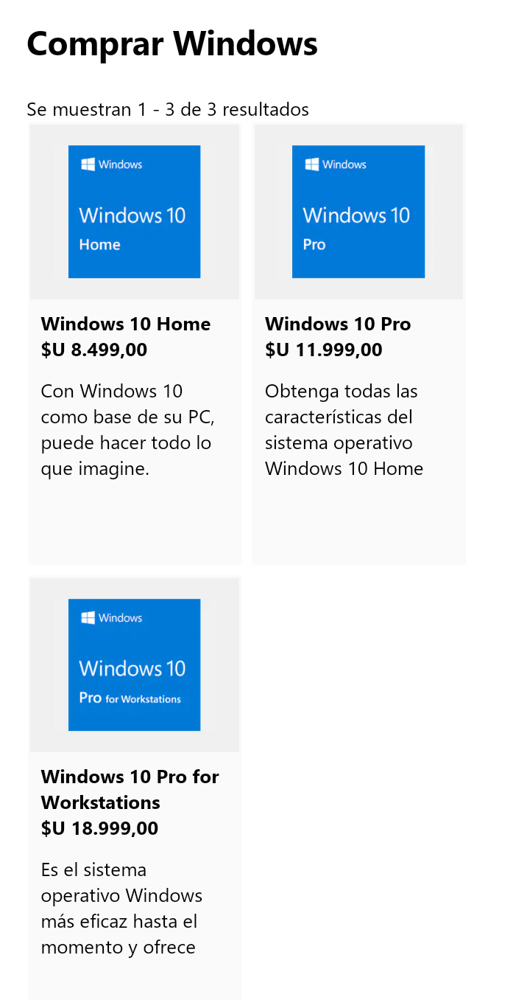 Comprar Windows
Se muestran 1 - 3 de 3 resultados
Windows
Windows 10
Home
Windows 10 Home
$U 8.499,00
Con Windows 10
como base de su PC,
puede hacer todo lo
que imagine.
Windows
Windows 10
Pro
Windows 10 Pro
$U 11.999,00
Obtenga todas las
características del
sistema operativo
Windows 10 Home
Windows
Windows 10
Pro for Workstations
Windows 10 Pro for
Workstations
$U 18.999,00
Es el sistema
operativo Windows
más eficaz hasta el
momento y ofrece